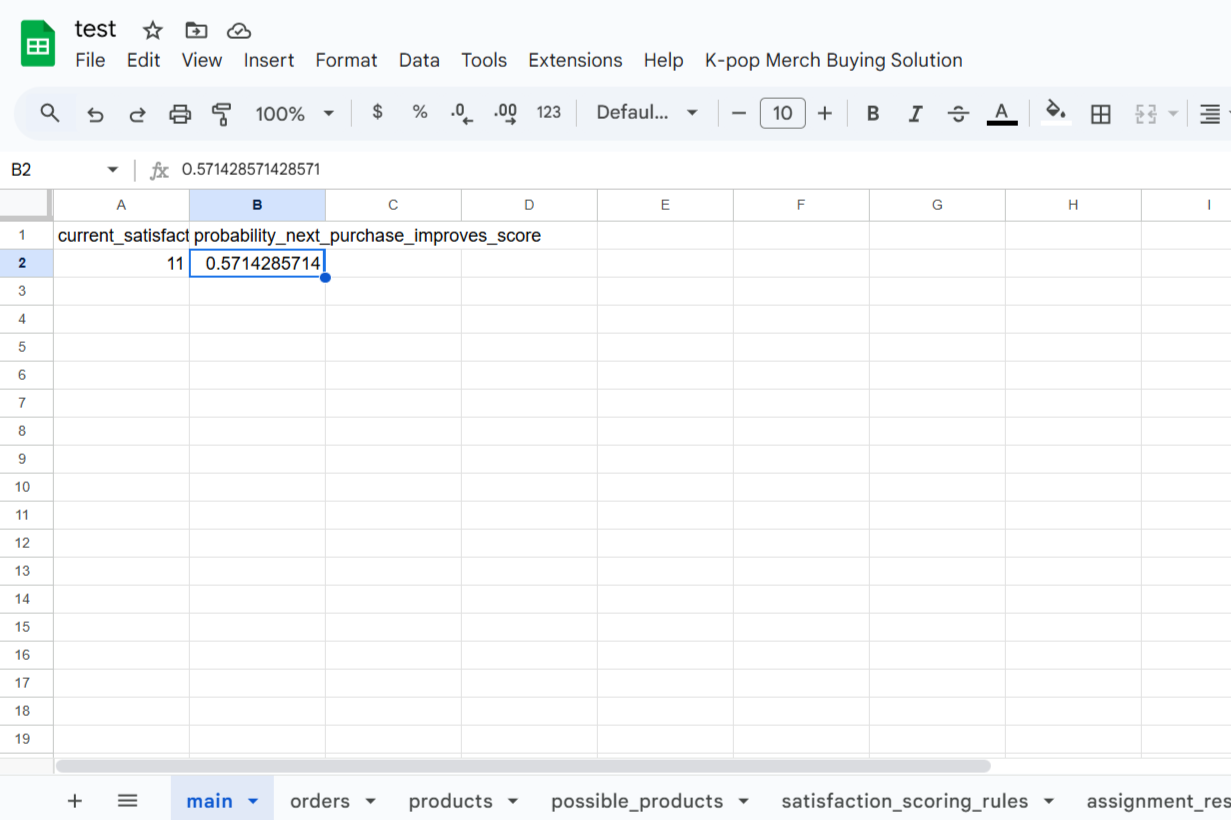 test
File Edit View Insert Format Data Tools Extensions Help K-pop Merch Buying Solution
100% $ % .0 .00 123 Defaul... − 10 + B I S A
B2 fx 0.571428571428571
A B C D E F G H I
1 current_satisfact probability_next_purchase_improves_score
2 11 0.5714285714
3
4
5
6
7
8
9
10
11
12
13
14
15
16
17
18
19
+ main orders products possible_products satisfaction_scoring_rules assignment_res